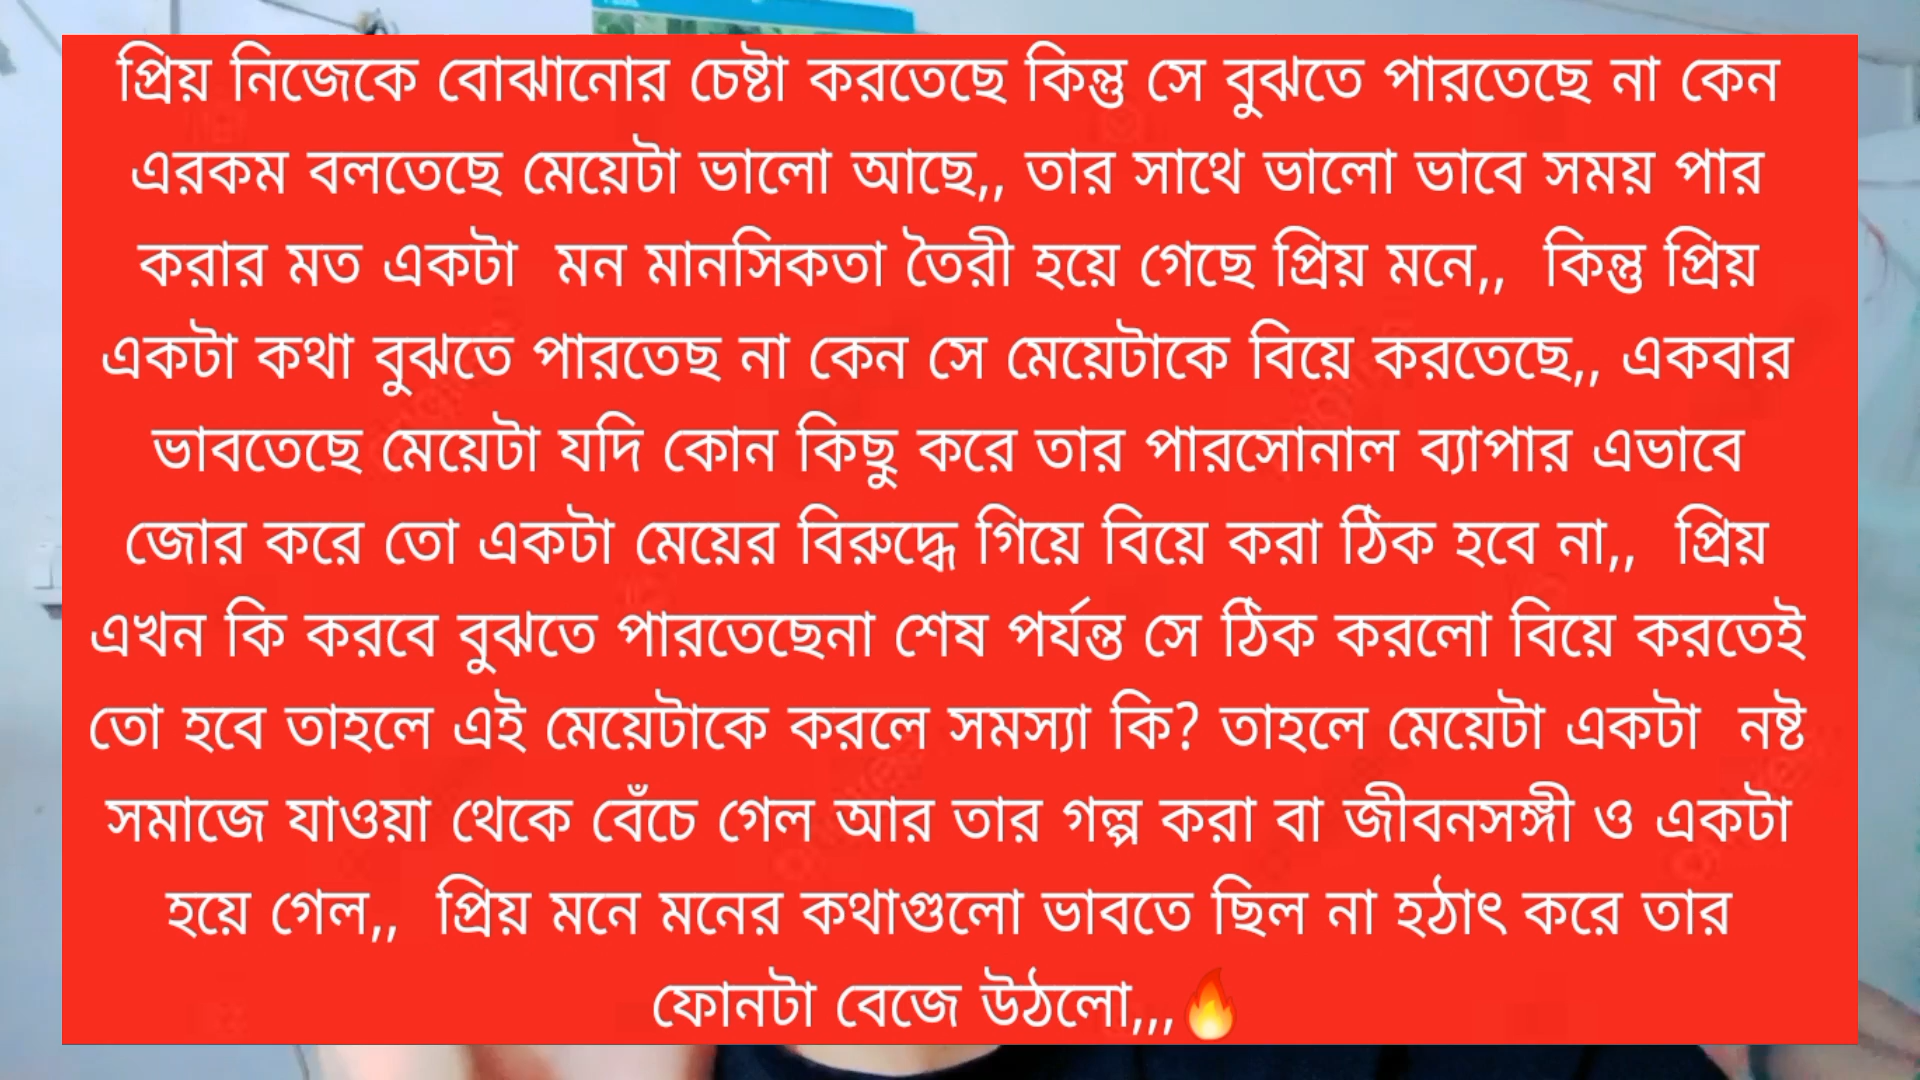 প্রিয় নিজেকে বোঝানোর চেষ্টা করতেছে কিন্তু সে বুঝতে পারতেছে না কেন
এরকম বলতেছে মেয়েটা ভালো আছে,, তার সাথে ভালো ভাবে সময় পার
করার মত একটা  মন মানসিকতা তৈরী হয়ে গেছে প্রিয় মনে,,  কিন্তু প্রিয়
একটা কথা বুঝতে পারতেছ না কেন সে মেয়েটাকে বিয়ে করতেছে,, একবার
ভাবতেছে মেয়েটা যদি কোন কিছু করে তার পারসোনাল ব্যাপার এভাবে
জোর করে তো একটা মেয়ের বিরুদ্ধে গিয়ে বিয়ে করা ঠিক হবে না,,  প্রিয়
এখন কি করবে বুঝতে পারতেছেনা শেষ পর্যন্ত সে ঠিক করলো বিয়ে করতেই
তো হবে তাহলে এই মেয়েটাকে করলে সমস্যা কি? তাহলে মেয়েটা একটা  নষ্ট
সমাজে যাওয়া থেকে বেঁচে গেল আর তার গল্প করা বা জীবনসঙ্গী ও একটা
হয়ে গেল,,  প্রিয় মনে মনের কথাগুলো ভাবতে ছিল না হঠাৎ করে তার
ফোনটা বেজে উঠলো,,,🔥